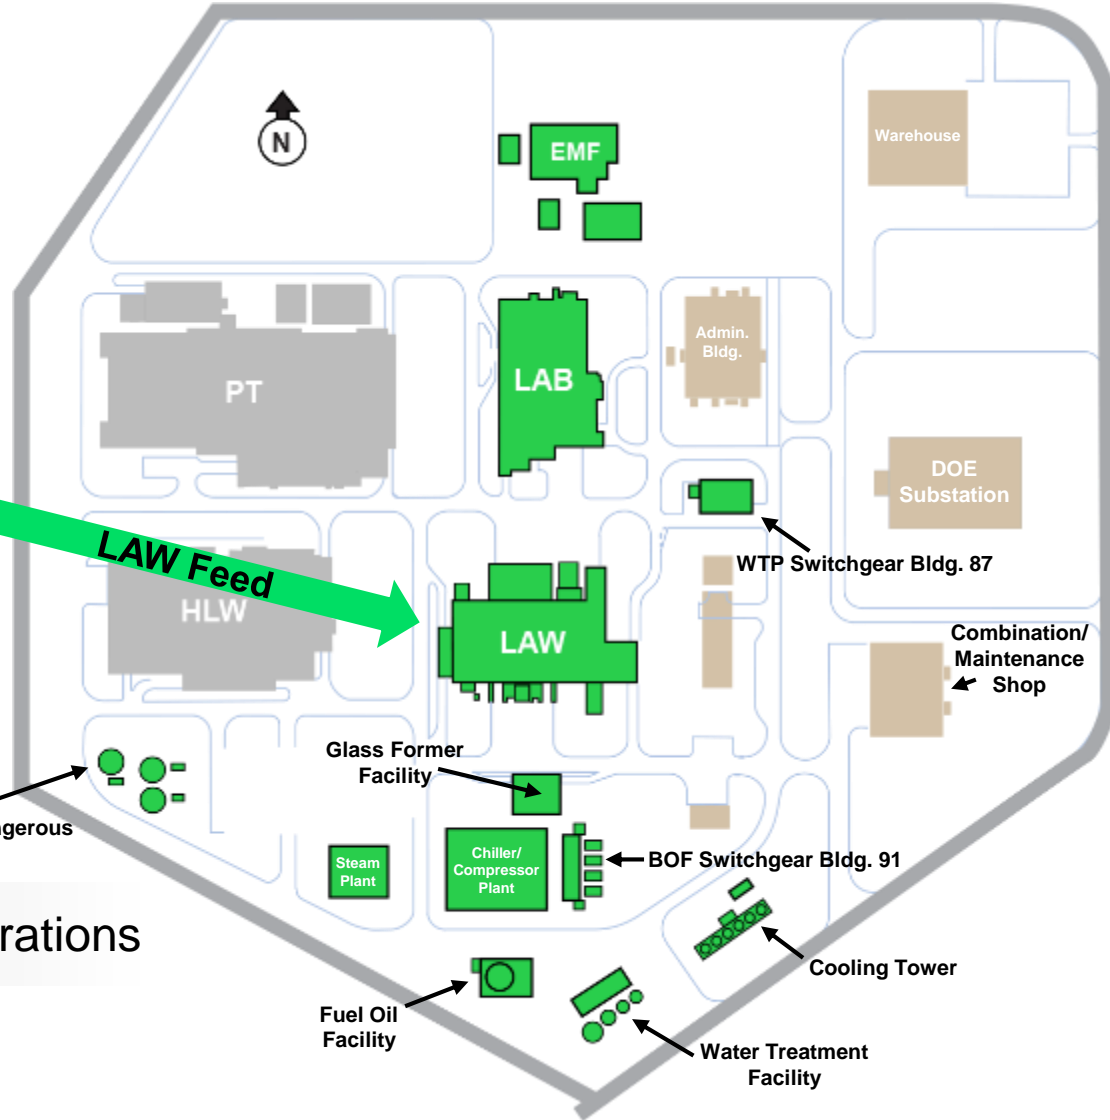 N
EMF
Warehouse
Admin.
Bldg.
PT
LAB
DOE
Substation
WTP Switchgear Bldg. 87
LAW Feed
HLW
LAW
Combination/
Maintenance
Shop
Glass Former
Facility
ngerous
Steam
Plant
Chiller/
Compressor
Plant
BOF Switchgear Bldg. 91
rations
Cooling Tower
Fuel Oil
Facility
Water Treatment
Facility